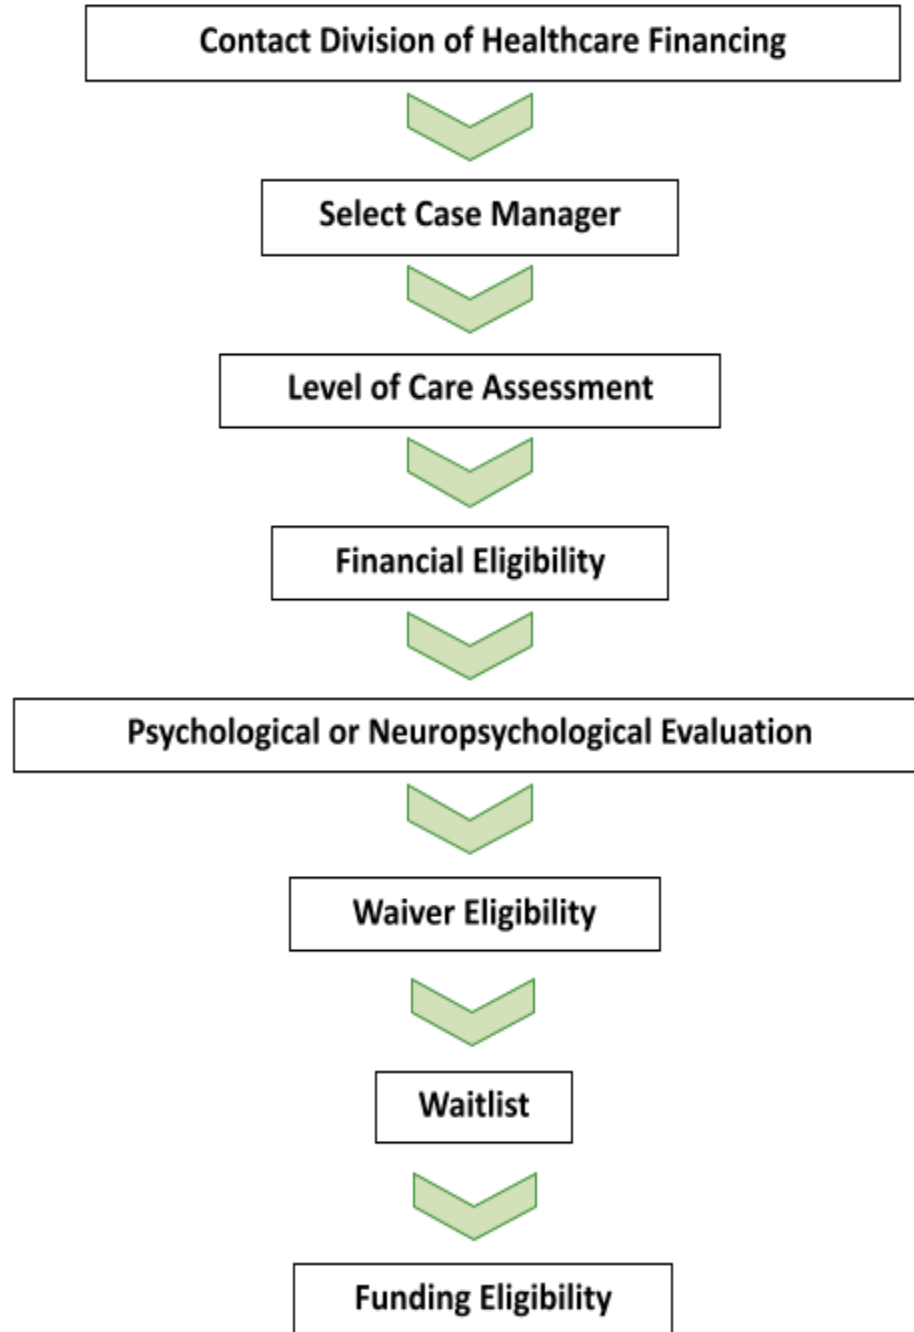 Contact Division of Healthcare Financing
Select Case Manager
Level of Care Assessment
Financial Eligibility
Psychological or Neuropsychological Evaluation
Waiver Eligibility
Waitlist
Funding Eligibility